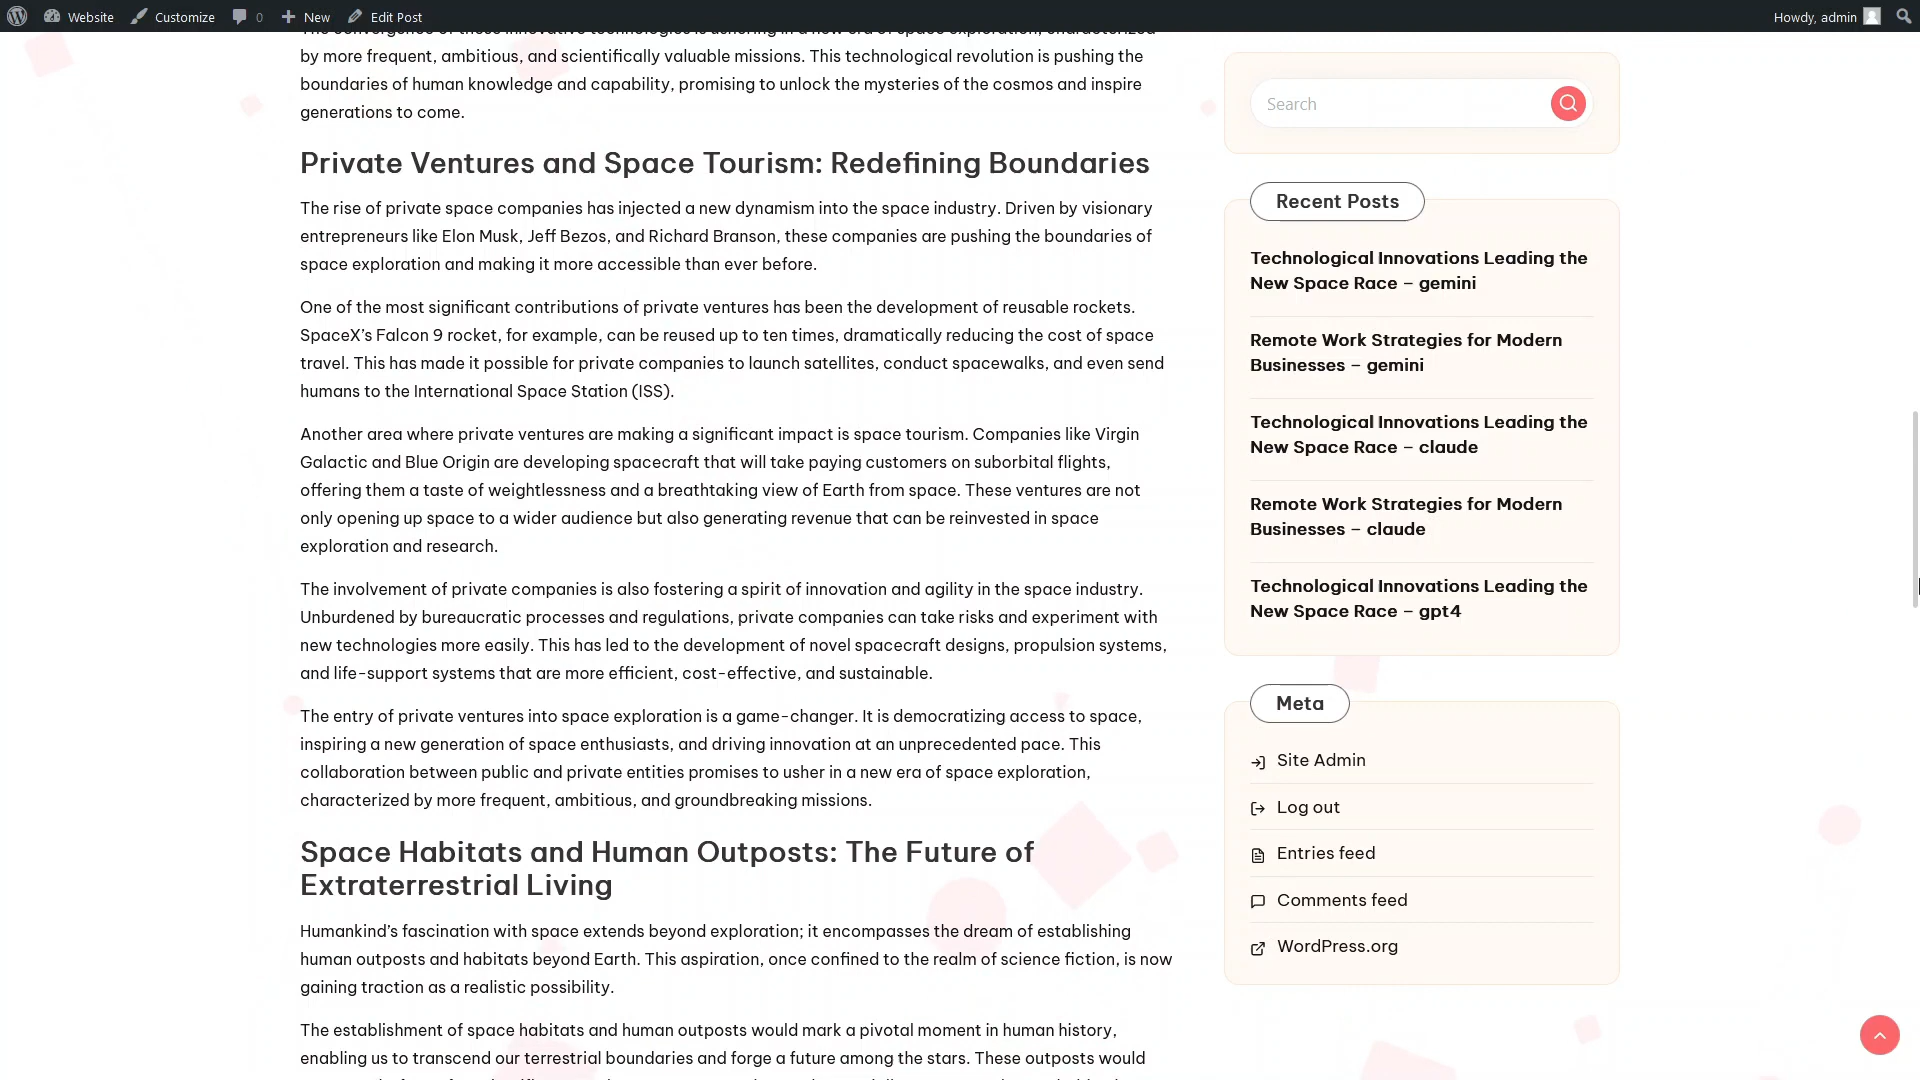 Website
Customize
0
New
Edit Post
Howdy, admin
The convergence of these innovative technologies is ushering in a new era of space exploration, characterized
by more frequent, ambitious, and scientifically valuable missions. This technological revolution is pushing the
boundaries of human knowledge and capability, promising to unlock the mysteries of the cosmos and inspire
generations to come.
Private Ventures and Space Tourism: Redefining Boundaries
The rise of private space companies has injected a new dynamism into the space industry. Driven by visionary
entrepreneurs like Elon Musk, Jeff Bezos, and Richard Branson, these companies are pushing the boundaries of
space exploration and making it more accessible than ever before.
One of the most significant contributions of private ventures has been the development of reusable rockets.
SpaceX’s Falcon 9 rocket, for example, can be reused up to ten times, dramatically reducing the cost of space
travel. This has made it possible for private companies to launch satellites, conduct spacewalks, and even send
humans to the International Space Station (ISS).
Another area where private ventures are making a significant impact is space tourism. Companies like Virgin
Galactic and Blue Origin are developing spacecraft that will take paying customers on suborbital flights,
offering them a taste of weightlessness and a breathtaking view of Earth from space. These ventures are not
only opening up space to a wider audience but also generating revenue that can be reinvested in space
exploration and research.
The involvement of private companies is also fostering a spirit of innovation and agility in the space industry.
Unburdened by bureaucratic processes and regulations, private companies can take risks and experiment with
new technologies more easily. This has led to the development of novel spacecraft designs, propulsion systems,
and life-support systems that are more efficient, cost-effective, and sustainable.
The entry of private ventures into space exploration is a game-changer. It is democratizing access to space,
inspiring a new generation of space enthusiasts, and driving innovation at an unprecedented pace. This
collaboration between public and private entities promises to usher in a new era of space exploration,
characterized by more frequent, ambitious, and groundbreaking missions.
Space Habitats and Human Outposts: The Future of
Extraterrestrial Living
Humankind’s fascination with space extends beyond exploration; it encompasses the dream of establishing
human outposts and habitats beyond Earth. This aspiration, once confined to the realm of science fiction, is now
gaining traction as a realistic possibility.
The establishment of space habitats and human outposts would mark a pivotal moment in human history,
enabling us to transcend our terrestrial boundaries and forge a future among the stars. These outposts would
Search
Recent Posts
Technological Innovations Leading the
New Space Race – gemini
Remote Work Strategies for Modern
Businesses – gemini
Technological Innovations Leading the
New Space Race – claude
Remote Work Strategies for Modern
Businesses – claude
Technological Innovations Leading the
New Space Race – gpt4
Meta
Site Admin
Log out
Entries feed
Comments feed
WordPress.org